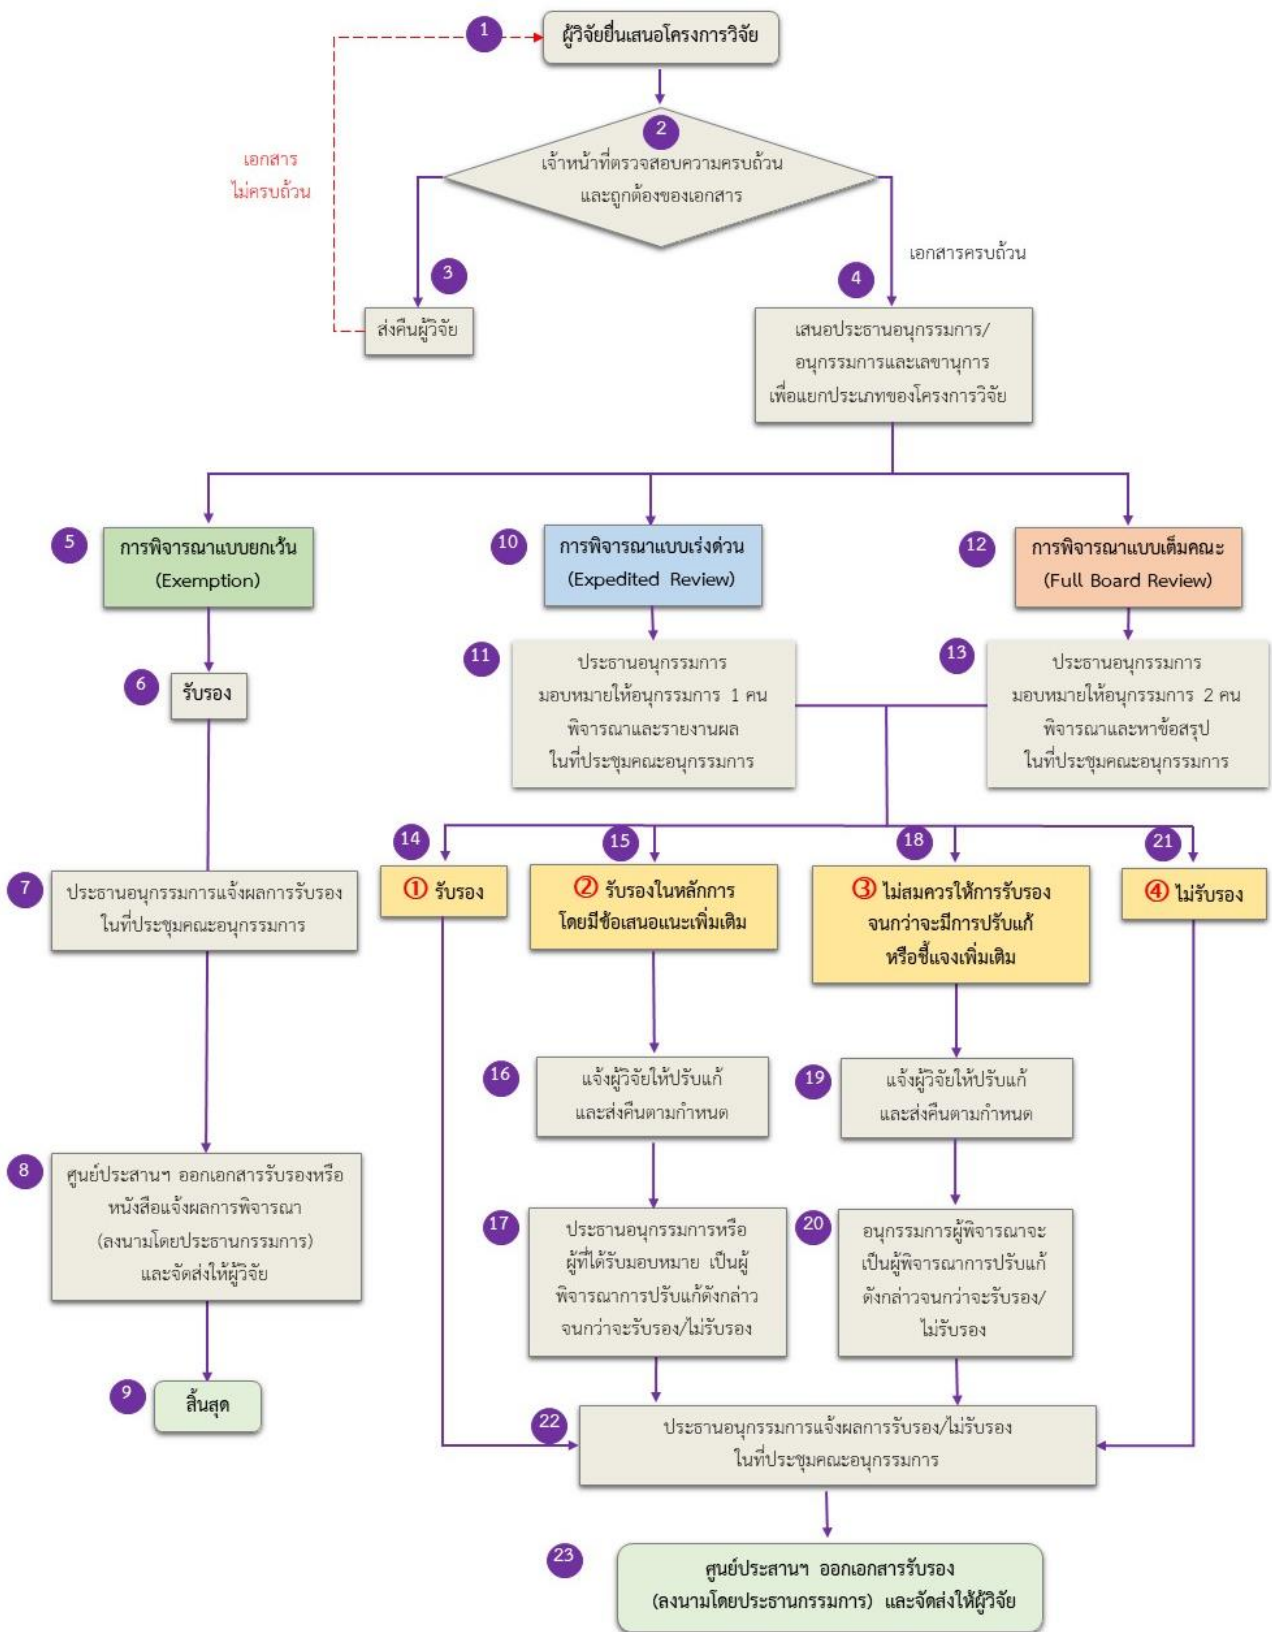 1
ผู้วิจัยยื่นเสนอโครงการวิจัย
2
เจ้าหน้าที่ตรวจสอบความครบถ้วน
และถูกต้องของเอกสาร
เอกสาร
ไม่ครบถ้วน
เอกสารครบถ้วน
3
ส่งคืนผู้วิจัย
4
เสนอประธานอนุกรรมการ/
อนุกรรมการและเลขานุการ
เพื่อแยกประเภทของโครงการวิจัย
5
การพิจารณาแบบยกเว้น
(Exemption)
10
การพิจารณาแบบเร่งด่วน
(Expedited Review)
12
การพิจารณาแบบเต็มคณะ
(Full Board Review)
6
รับรอง
11
ประธานอนุกรรมการ
มอบหมายให้อนุกรรมการ 1 คน
พิจารณาและรายงานผล
ในที่ประชุมคณะอนุกรรมการ
13
ประธานอนุกรรมการ
มอบหมายให้อนุกรรมการ 2 คน
พิจารณาและหาข้อสรุป
ในที่ประชุมคณะอนุกรรมการ
7
ประธานอนุกรรมการแจ้งผลการรับรอง
ในที่ประชุมคณะอนุกรรมการ
14
① รับรอง
15
② รับรองในหลักการ
โดยมีข้อเสนอแนะเพิ่มเติม
18
③ ไม่สมควรให้การรับรอง
จนกว่าจะมีการปรับแก้
หรือชี้แจงเพิ่มเติม
21
④ ไม่รับรอง
16
แจ้งผู้วิจัยให้ปรับแก้
และส่งคืนตามกำหนด
19
แจ้งผู้วิจัยให้ปรับแก้
และส่งคืนตามกำหนด
8
ศูนย์ประสานฯ ออกเอกสารรับรองหรือ
หนังสือแจ้งผลการพิจารณา
(ลงนามโดยประธานกรรมการ)
และจัดส่งให้ผู้วิจัย
17
ประธานอนุกรรมการหรือ
ผู้ที่ได้รับมอบหมาย เป็นผู้
พิจารณาการปรับแก้ดังกล่าว
จนกว่าจะรับรอง/ไม่รับรอง
20
อนุกรรมการผู้พิจารณาจะ
เป็นผู้พิจารณาการปรับแก้
ดังกล่าวจนกว่าจะรับรอง/
ไม่รับรอง
9
สิ้นสุด
22
ประธานอนุกรรมการแจ้งผลการรับรอง/ไม่รับรอง
ในที่ประชุมคณะอนุกรรมการ
23
ศูนย์ประสานฯ ออกเอกสารรับรอง
(ลงนามโดยประธานกรรมการ) และจัดส่งให้ผู้วิจัย